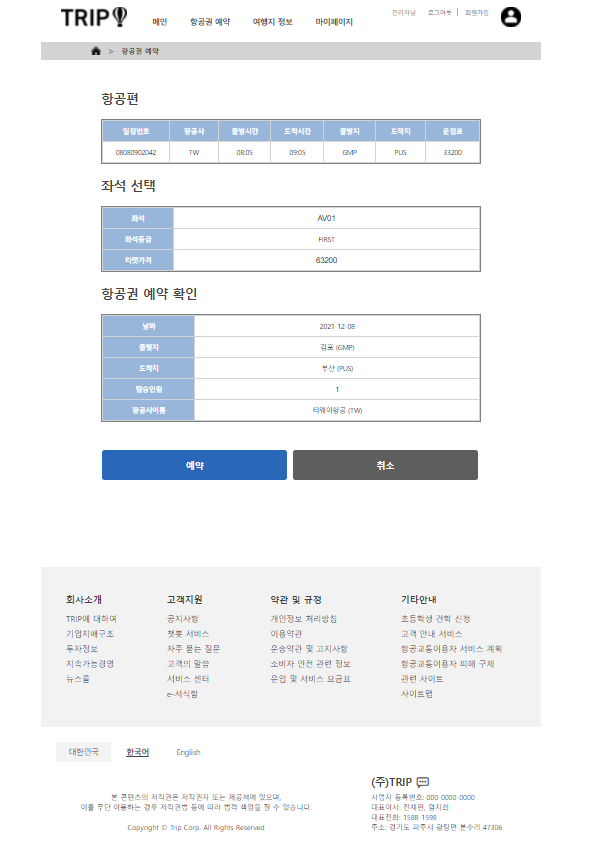 TRIP
메인 항공권 예약 여행지 정보 마이페이지
관리자님 로그아웃 | 회원가입
> 항공권 예약
항공편
일정번호 항공사 출발시간 도착시간 출발지 도착지 운임료
08080902042 TW 08:05 09:05 GMP PUS 33200
좌석 선택
좌석 AV01
좌석등급 FIRST
티켓가격 63200
항공권 예약 확인
날짜 2021-12-08
출발지 김포 (GMP)
도착지 부산 (PUS)
탑승인원 1
항공사이름 티웨이항공 (TW)
예약 취소
회사소개 고객지원 약관 및 규정 기타안내
TRIP에 대하여 공지사항 개인정보 처리방침 초등학생 견학 신청
기업지배구조 챗봇 서비스 이용약관 고객 안내 서비스
투자정보 자주 묻는 질문 운송약관 및 고지사항 항공교통이용자 서비스 계획
지속가능경영 고객의 말씀 소비자 안전 관련 정보 항공교통이용자 피해 구제
뉴스룸 서비스 센터 운임 및 서비스 요금표 관련 사이트
e-서식함 사이트맵
대한민국 한국어 English
(주)TRIP
본 콘텐츠의 저작권은 저작권자 또는 제공처에 있으며,
이를 무단 이용하는 경우 저작권법 등에 따라 법적 책임을 질 수 있습니다.
Copyright © Trip Corp. All Rights Reserved
사업자 등록번호: 000-0000-0000
대표이사: 전재린, 염지희
대표전화: 1588-1598
주소: 경기도 파주시 광탄면 분수리 47306